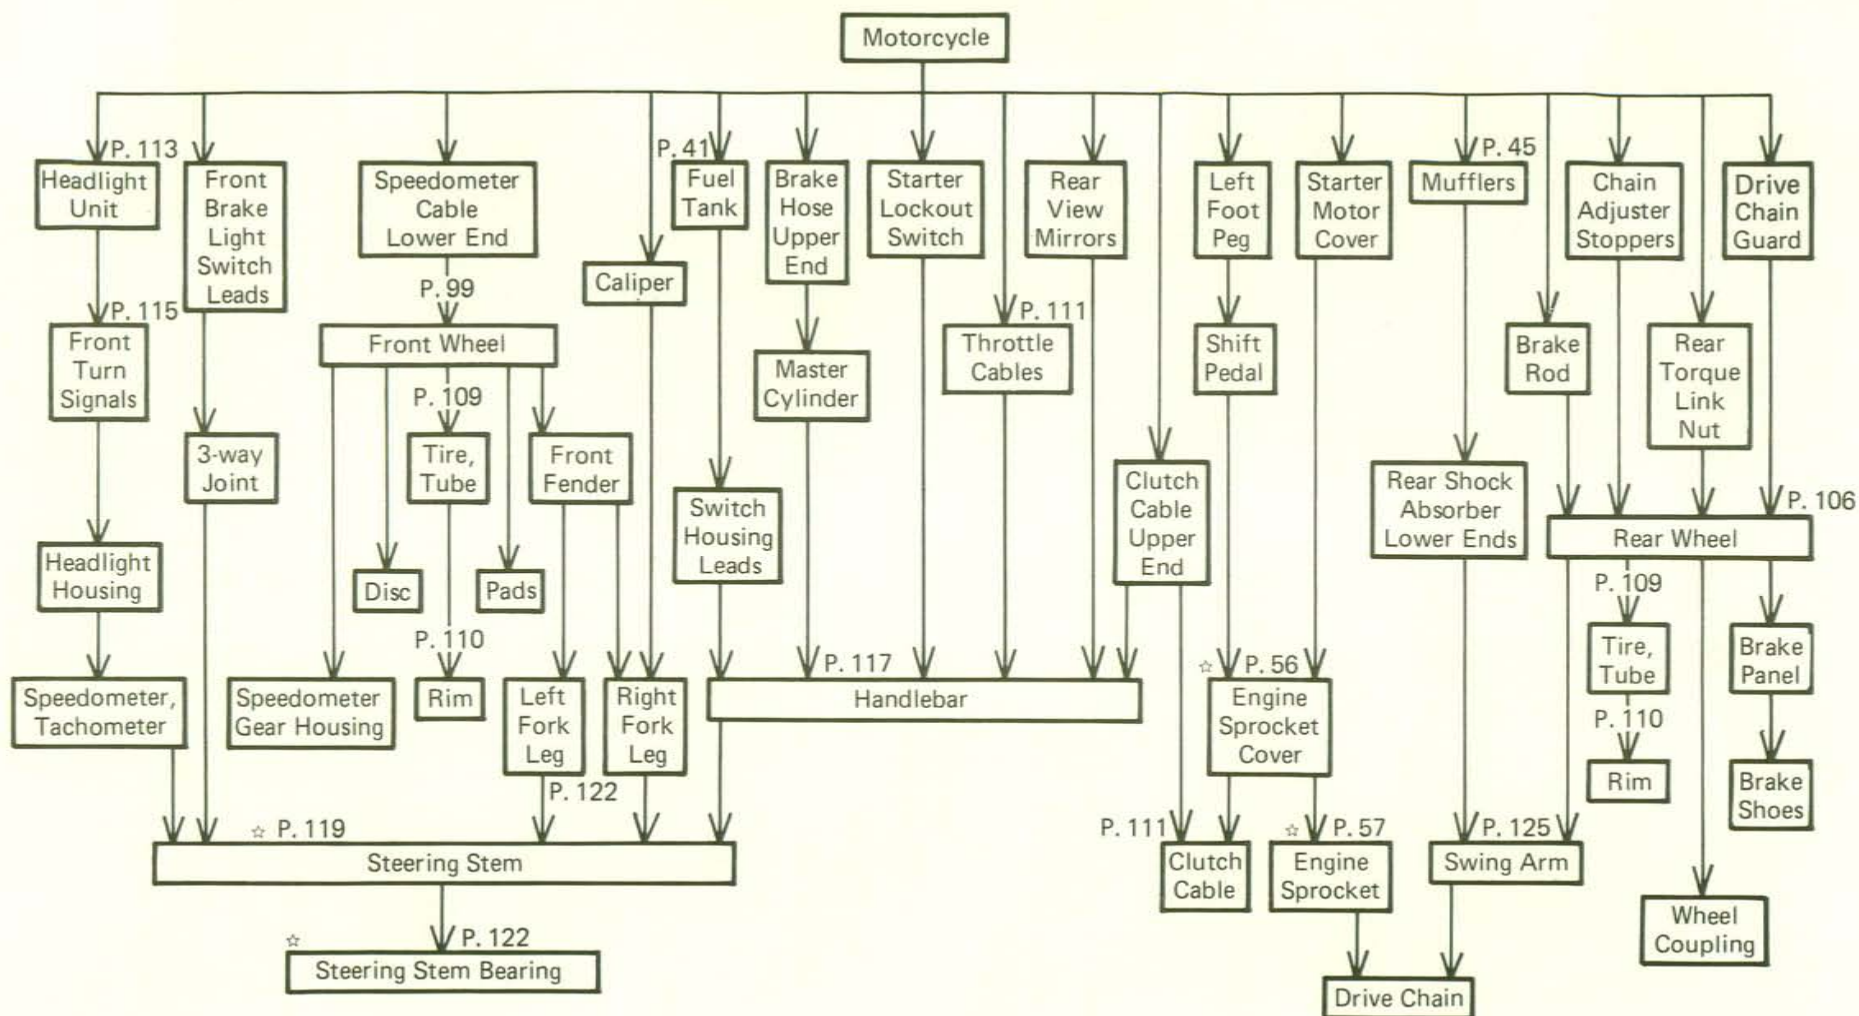 Motorcycle
P. 113
Headlight
Unit
P. 115
Front
Turn
Signals
Headlight
Housing
Speedometer,
Tachometer
Front
Brake
Light
Switch
Leads
3-way
Joint
Speedometer
Cable
Lower End
P. 99
Front Wheel
P. 109
Tire,
Tube
Front
Fender
Disc
Pads
P. 110
Speedometer
Gear Housing
Rim
Left
Fork
Leg
Right
Fork
Leg
P. 122
Caliper
P. 41
Fuel
Tank
Switch
Housing
Leads
Brake
Hose
Upper
End
Master
Cylinder
Starter
Lockout
Switch
P. 111
Throttle
Cables
Rear
View
Mirrors
P. 117
Handlebar
☆ P. 119
Steering Stem
☆ P. 122
Steering Stem Bearing
Clutch
Cable
Upper
End
Left
Foot
Peg
Shift
Pedal
Starter
Motor
Cover
☆ P. 56
Engine
Sprocket
Cover
P. 111
Clutch
Cable
☆ P. 57
Engine
Sprocket
P. 45
Mufflers
Rear Shock
Absorber
Lower Ends
Brake
Rod
Chain
Adjuster
Stoppers
Rear
Torque
Link
Nut
Drive
Chain
Guard
P. 106
Rear Wheel
P. 109
Tire,
Tube
P. 110
Rim
Brake
Panel
Brake
Shoes
P. 125
Swing Arm
Wheel
Coupling
Drive Chain